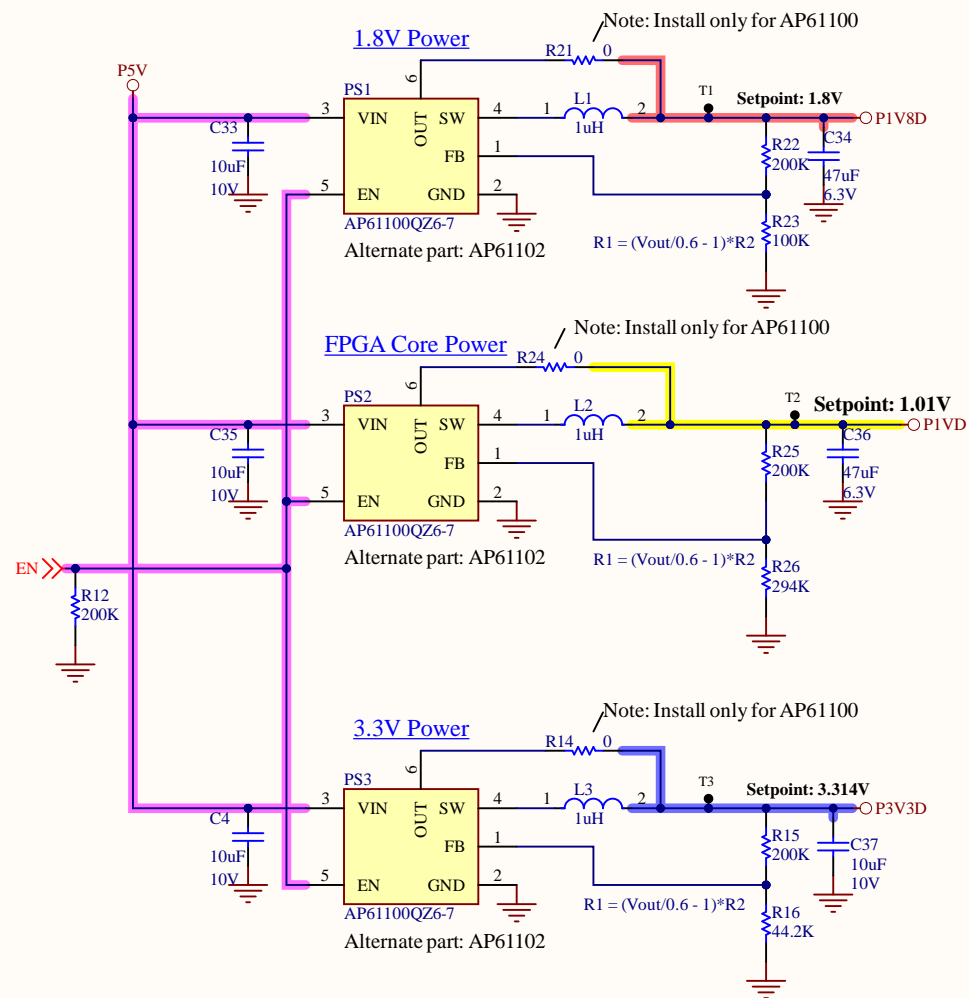 Note: Install only for AP61100
1.8V Power
R21 0
P5V
6
PS1
T1
Setpoint: 1.8V
L1
3 VIN OUT SW 4 1 2
1uH
P1V8D
C33
10uF
10V
FB 1
R22
200K
C34
47uF
6.3V
5 EN GND 2
AP61100QZ6-7
Alternate part: AP61102
R1 = (Vout/0.6 - 1)*R2
R23
100K
Note: Install only for AP61100
FPGA Core Power
R24 0
6
PS2
T2
Setpoint: 1.01V
L2
3 VIN OUT SW 4 1 2
1uH
P1VD
C35
10uF
10V
FB 1
R25
200K
C36
47uF
6.3V
5 EN GND 2
AP61100QZ6-7
Alternate part: AP61102
R1 = (Vout/0.6 - 1)*R2
R26
294K
EN
R12
200K
Note: Install only for AP61100
3.3V Power
R14 0
6
PS3
T3
Setpoint: 3.314V
L3
3 VIN OUT SW 4 1 2
1uH
P3V3D
C4
10uF
10V
FB 1
R15
200K
C37
10uF
10V
5 EN GND 2
AP61100QZ6-7
Alternate part: AP61102
R1 = (Vout/0.6 - 1)*R2
R16
44.2K